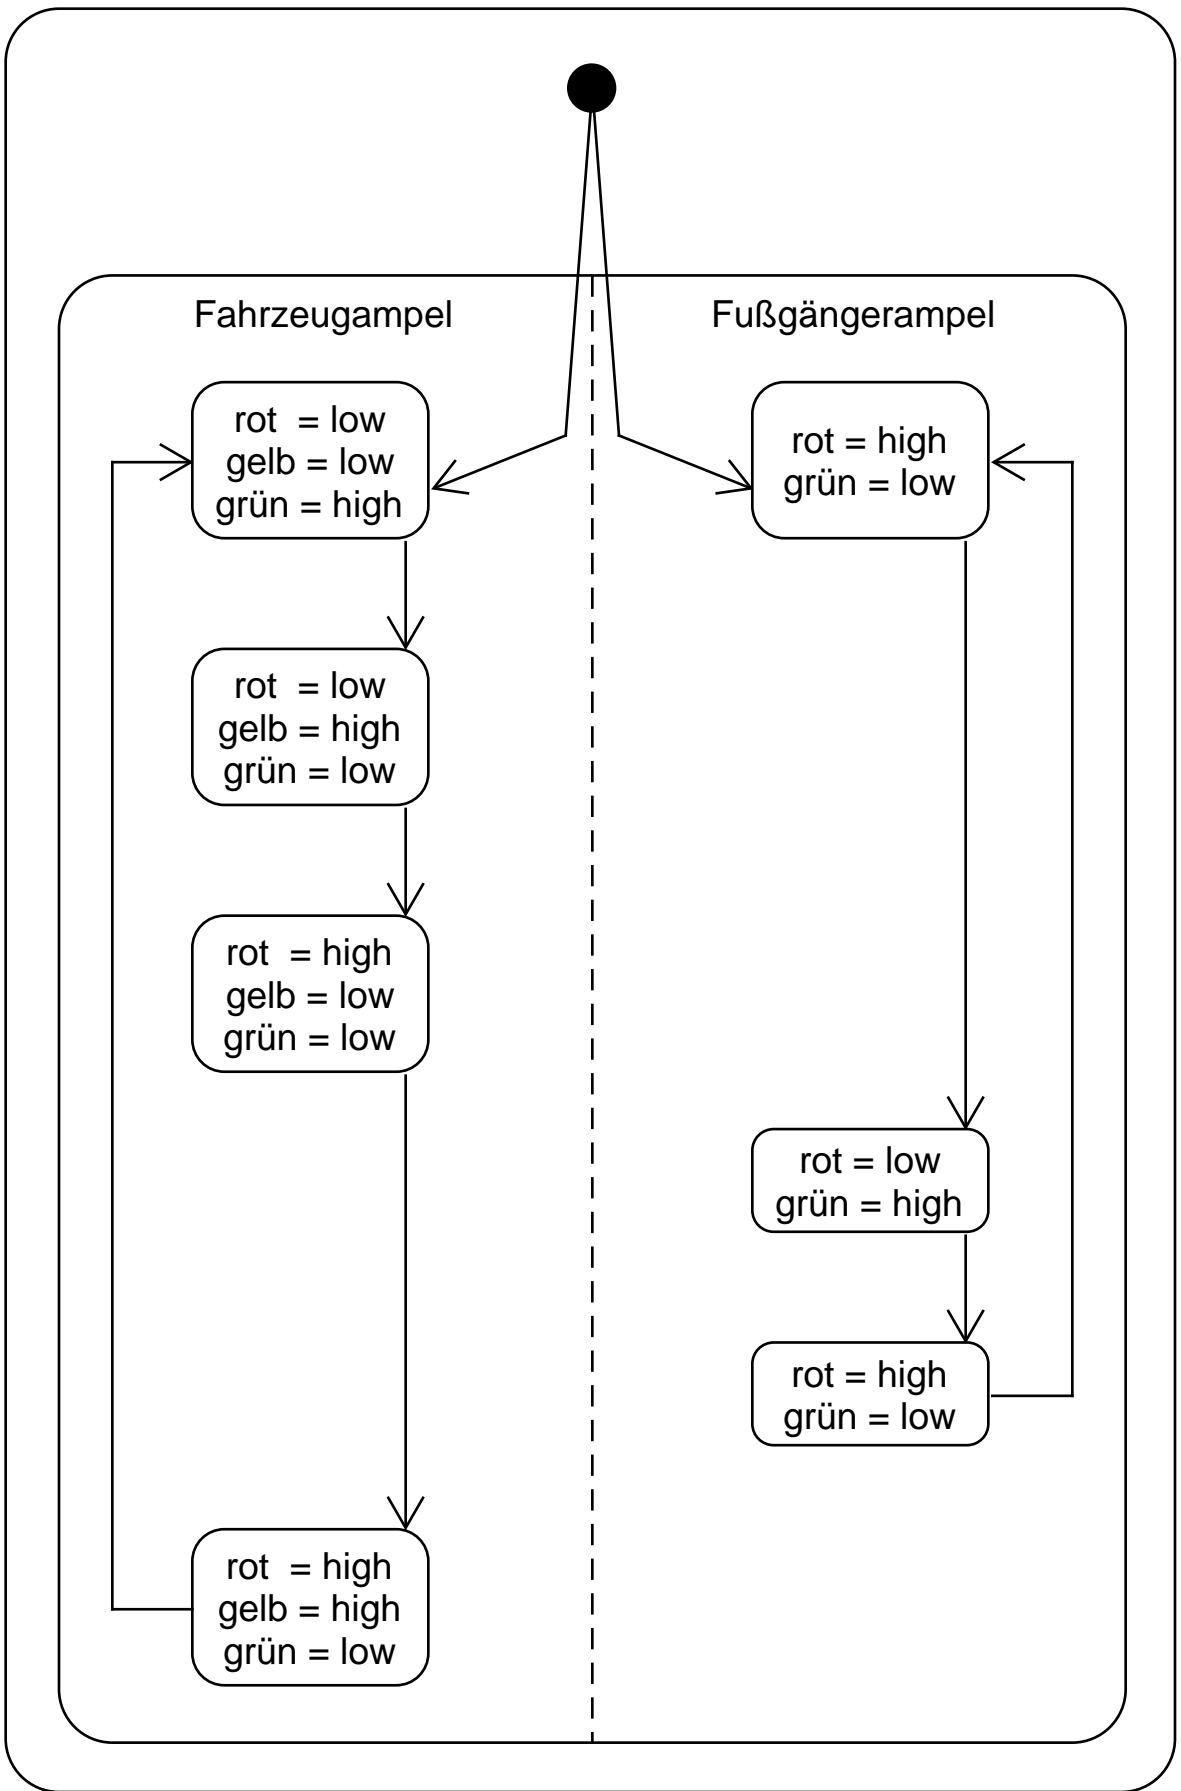 Fahrzeugampel
rot = low
gelb = low
grün = high
rot = low
gelb = high
grün = low
rot = high
gelb = low
grün = low
rot = high
gelb = high
grün = low
Fußgängerampel
rot = high
grün = low
rot = low
grün = high
rot = high
grün = low